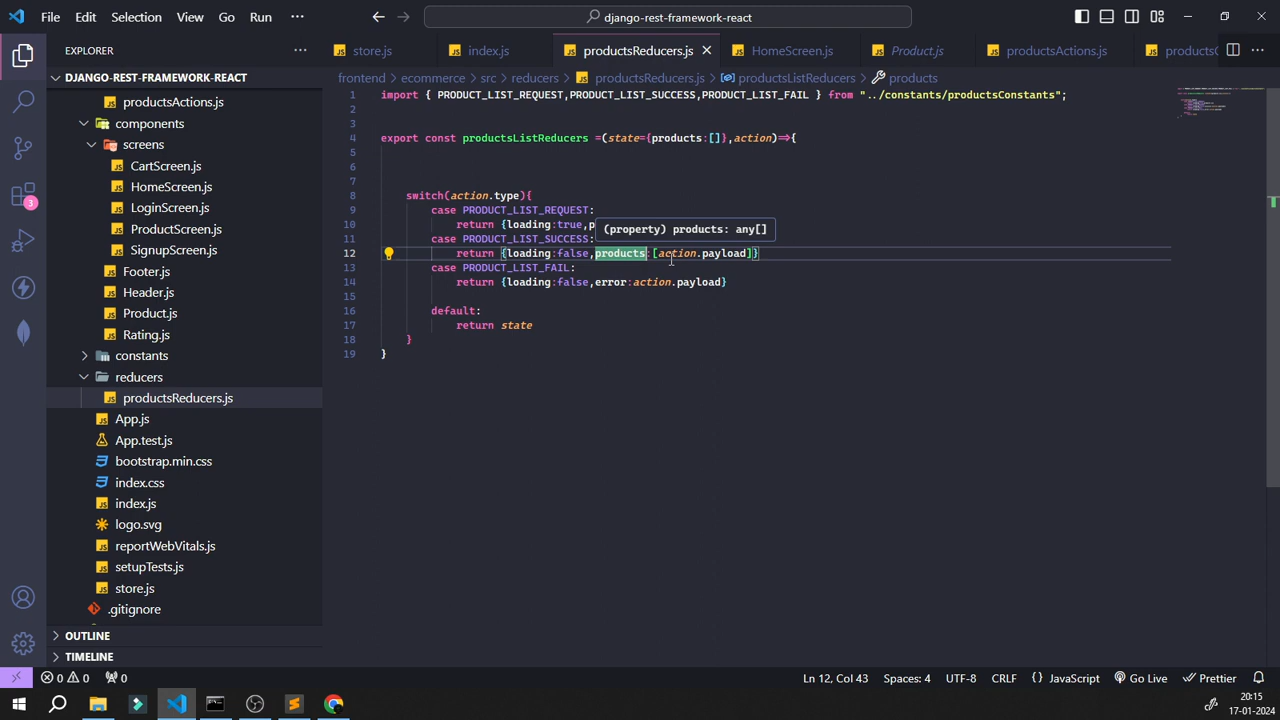 File Edit Selection View Go Run ··· django-rest-framework-react
EXPLORER
store.js index.js productsReducers.js HomeScreen.js Product.js productsActions.js productsC
DJANGO-REST-FRAMEWORK-REACT
frontend > ecommerce > src > reducers > productsReducers.js > productsListReducers > products
productsActions.js
components
screens
CartScreen.js
HomeScreen.js
LoginScreen.js
ProductScreen.js
SignupScreen.js
Footer.js
Header.js
Product.js
Rating.js
constants
reducers
productsReducers.js
App.js
App.test.js
bootstrap.min.css
index.css
index.js
logo.svg
reportWebVitals.js
setupTests.js
store.js
.gitignore
OUTLINE
TIMELINE
3
1 import { PRODUCT_LIST_REQUEST,PRODUCT_LIST_SUCCESS,PRODUCT_LIST_FAIL } from "../constants/productsConstants";
2
3
4 export const productsListReducers =(state={products:[]},action)=>{
5
6
7
8 switch(action.type){
9 case PRODUCT_LIST_REQUEST:
10 return {loading:true,p
(property) products: any[]
11 case PRODUCT_LIST_SUCCESS:
12 return {loading:false,products:[action.payload]}
13 case PRODUCT_LIST_FAIL:
14 return {loading:false,error:action.payload}
15
16 default:
17 return state
18 }
19 }
0 0 0 Ln 12, Col 43 Spaces: 4 UTF-8 CRLF {} JavaScript Go Live Prettier
20:15
17-01-2024